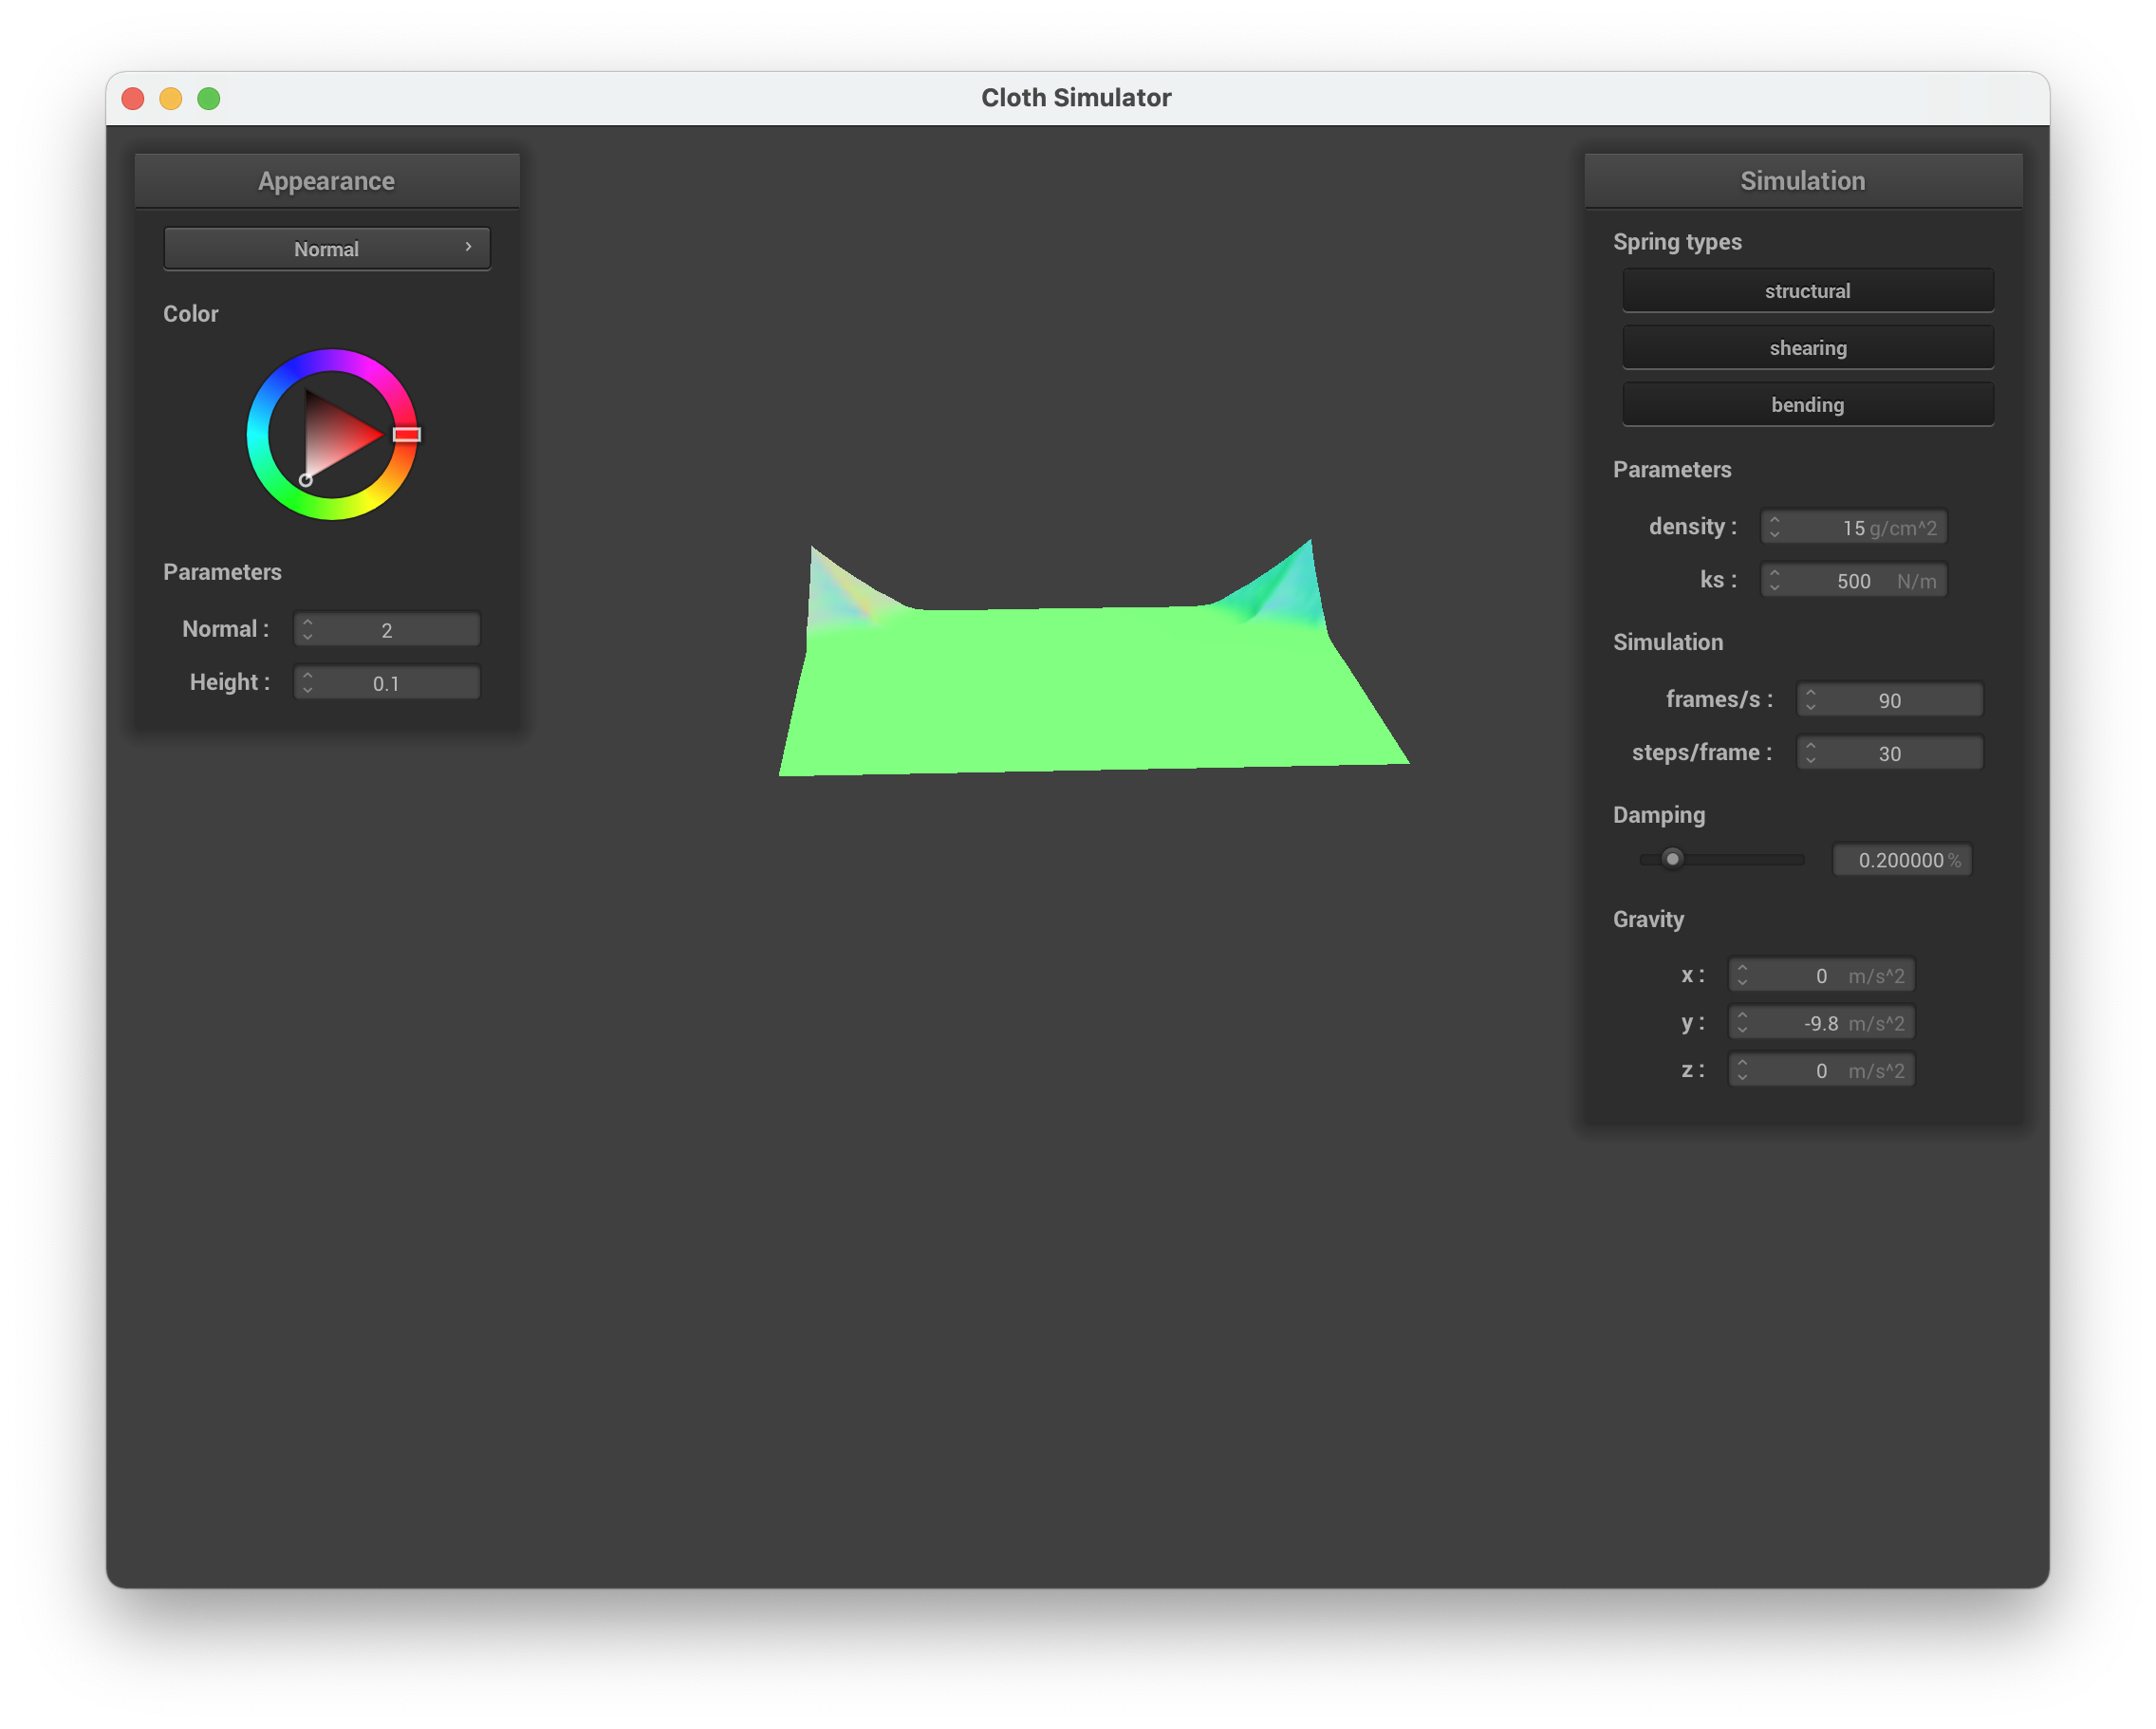 Cloth Simulator
Appearance
Normal
Color
Parameters
Normal : 2
Height : 0.1
Simulation
Spring types
structural
shearing
bending
Parameters
density : 15 g/cm^2
ks : 500 N/m
Simulation
frames/s : 90
steps/frame : 30
Damping
0.200000 %
Gravity
x : 0 m/s^2
y : -9.8 m/s^2
z : 0 m/s^2